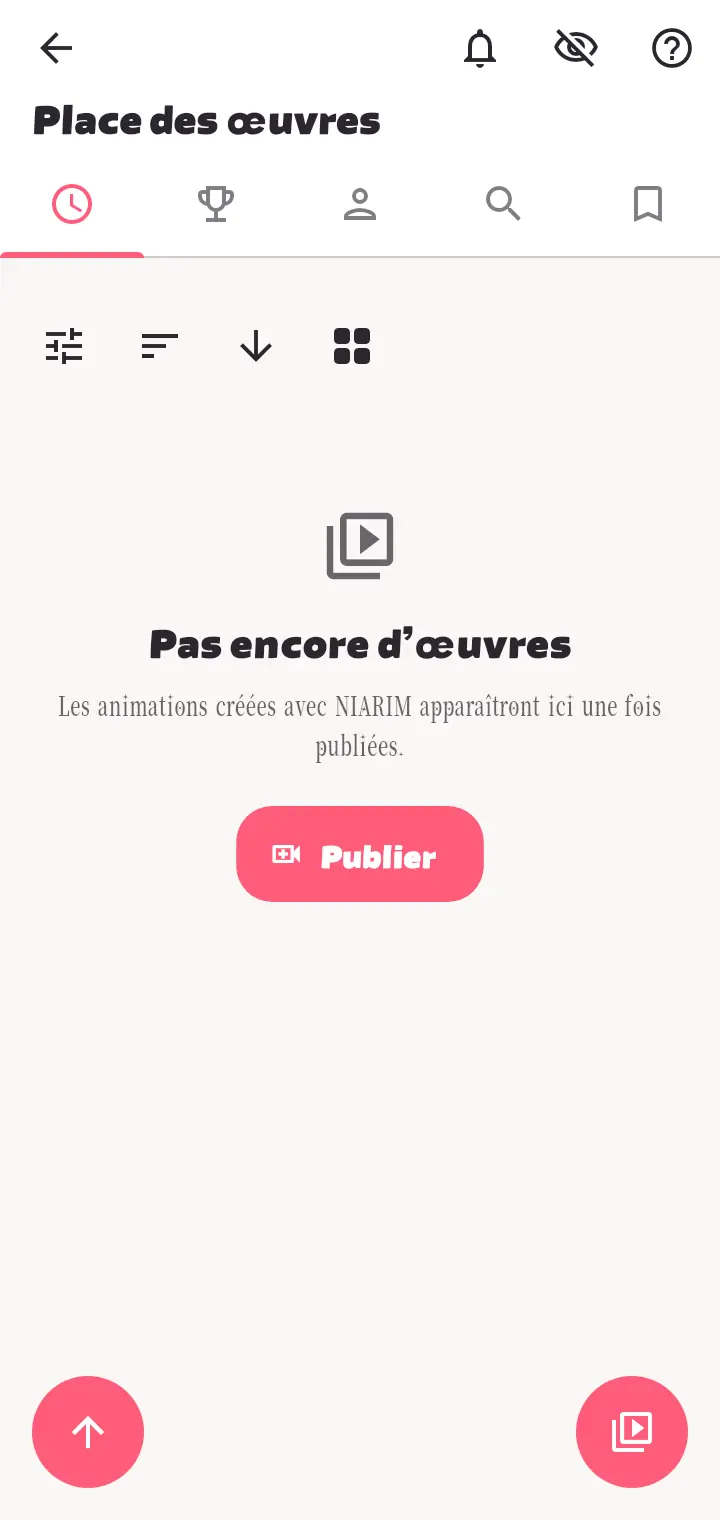 Place des œuvres
Pas encore d’œuvres
Les animations créées avec NIARIM apparaîtront ici une fois
publiées.
Publier